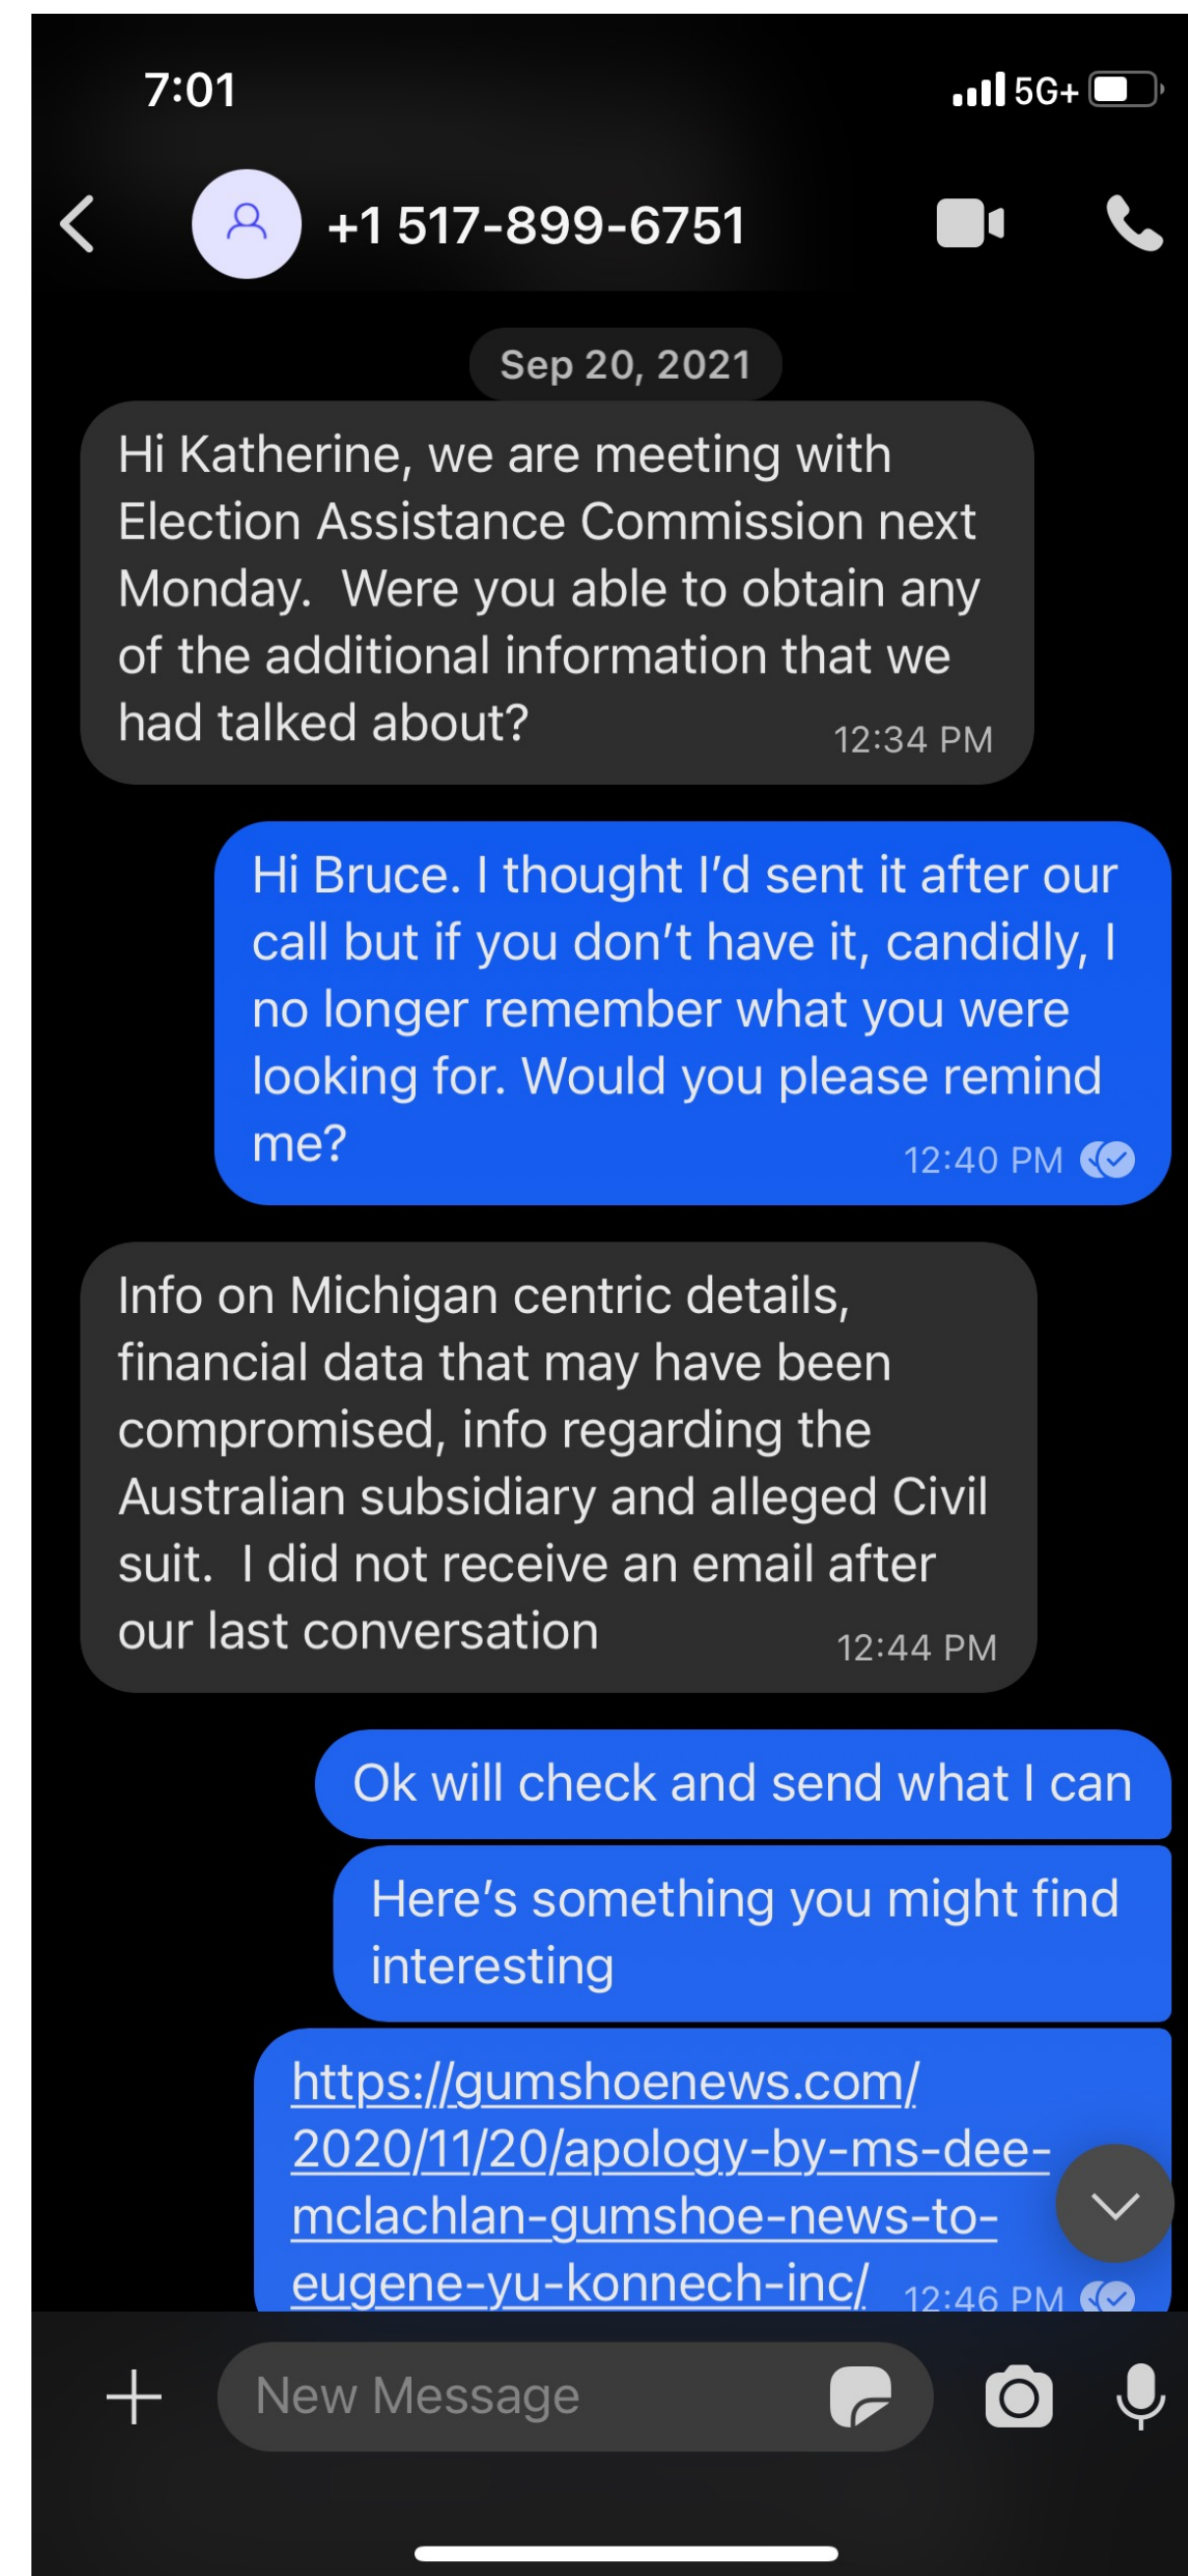 7:01
5G+
+1 517-899-6751
Sep 20, 2021
Hi Katherine, we are meeting with
Election Assistance Commission next
Monday.  Were you able to obtain any
of the additional information that we
had talked about?
12:34 PM
Hi Bruce. I thought I’d sent it after our
call but if you don’t have it, candidly, I
no longer remember what you were
looking for. Would you please remind
me?
12:40 PM
Info on Michigan centric details,
financial data that may have been
compromised, info regarding the
Australian subsidiary and alleged Civil
suit.  I did not receive an email after
our last conversation
12:44 PM
Ok will check and send what I can
Here’s something you might find
interesting
https://gumshoenews.com/
2020/11/20/apology-by-ms-dee-
mclachlan-gumshoe-news-to-
eugene-yu-konnech-inc/
12:46 PM
New Message